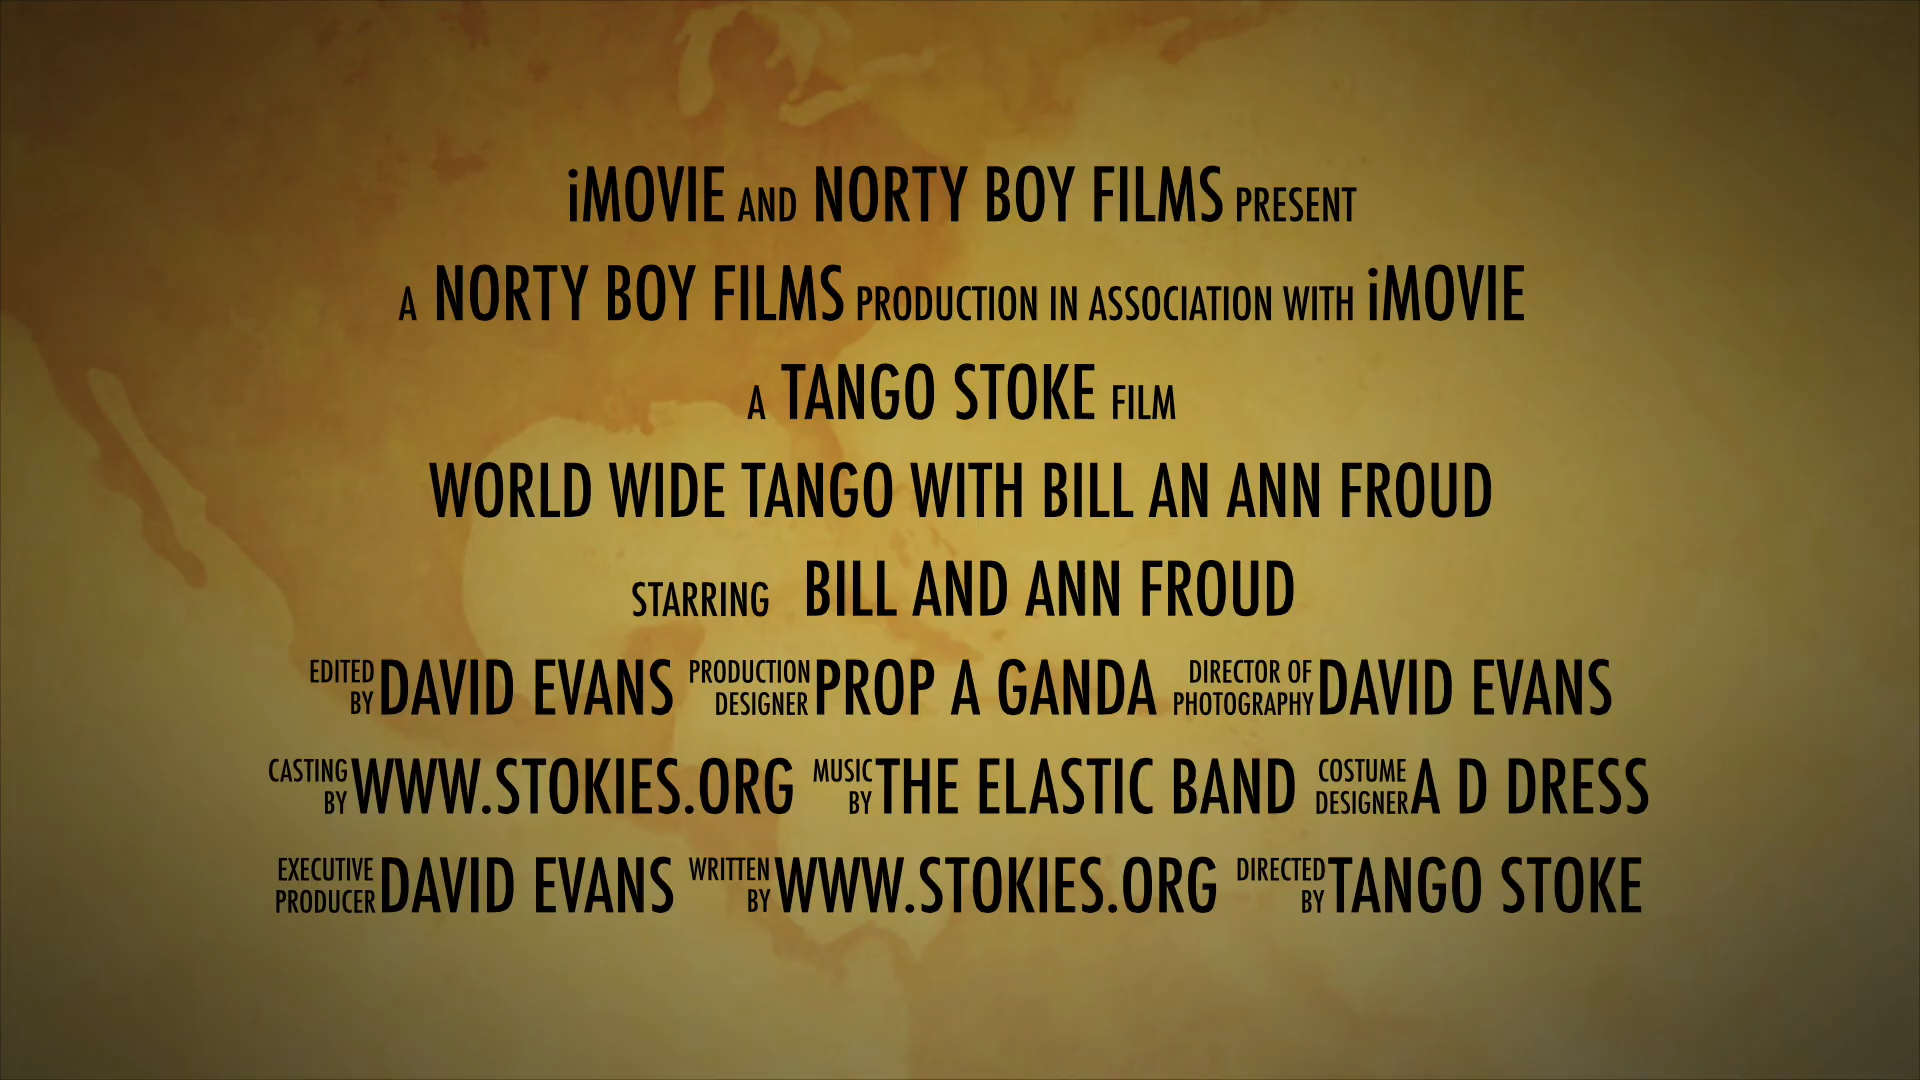 iMOVIE AND NORTY BOY FILMS PRESENT
A NORTY BOY FILMS PRODUCTION IN ASSOCIATION WITH iMOVIE
A TANGO STOKE FILM
WORLD WIDE TANGO WITH BILL AN ANN FROUD
STARRING BILL AND ANN FROUD
EDITED BY DAVID EVANS PRODUCTION DESIGNER PROP A GANDA DIRECTOR OF PHOTOGRAPHY DAVID EVANS
CASTING BY WWW.STOKIES.ORG MUSIC BY THE ELASTIC BAND COSTUME DESIGNER A D DRESS
EXECUTIVE PRODUCER DAVID EVANS WRITTEN BY WWW.STOKIES.ORG DIRECTED BY TANGO STOKE